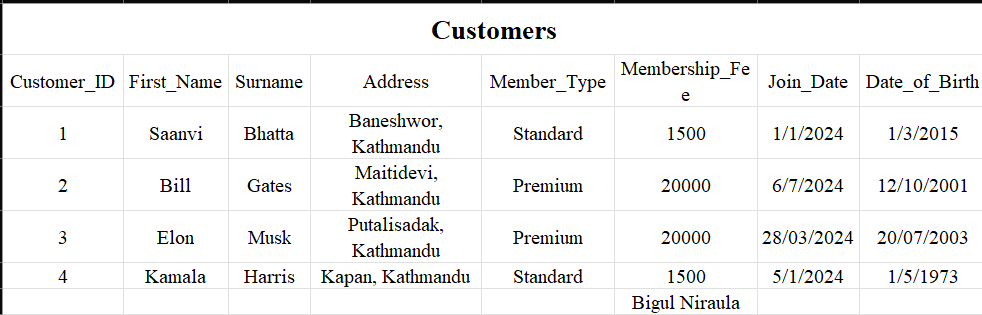 Customers
Customer_ID First_Name Surname Address Member_Type Membership_Fe
e Join_Date Date_of_Birth
1 Saanvi Bhatta Baneshwor,
Kathmandu Standard 1500 1/1/2024 1/3/2015
2 Bill Gates Maitidevi,
Kathmandu Premium 20000 6/7/2024 12/10/2001
3 Elon Musk Putalisadak,
Kathmandu Premium 20000 28/03/2024 20/07/2003
4 Kamala Harris Kapan, Kathmandu Standard 1500 5/1/2024 1/5/1973
Bigul Niraula